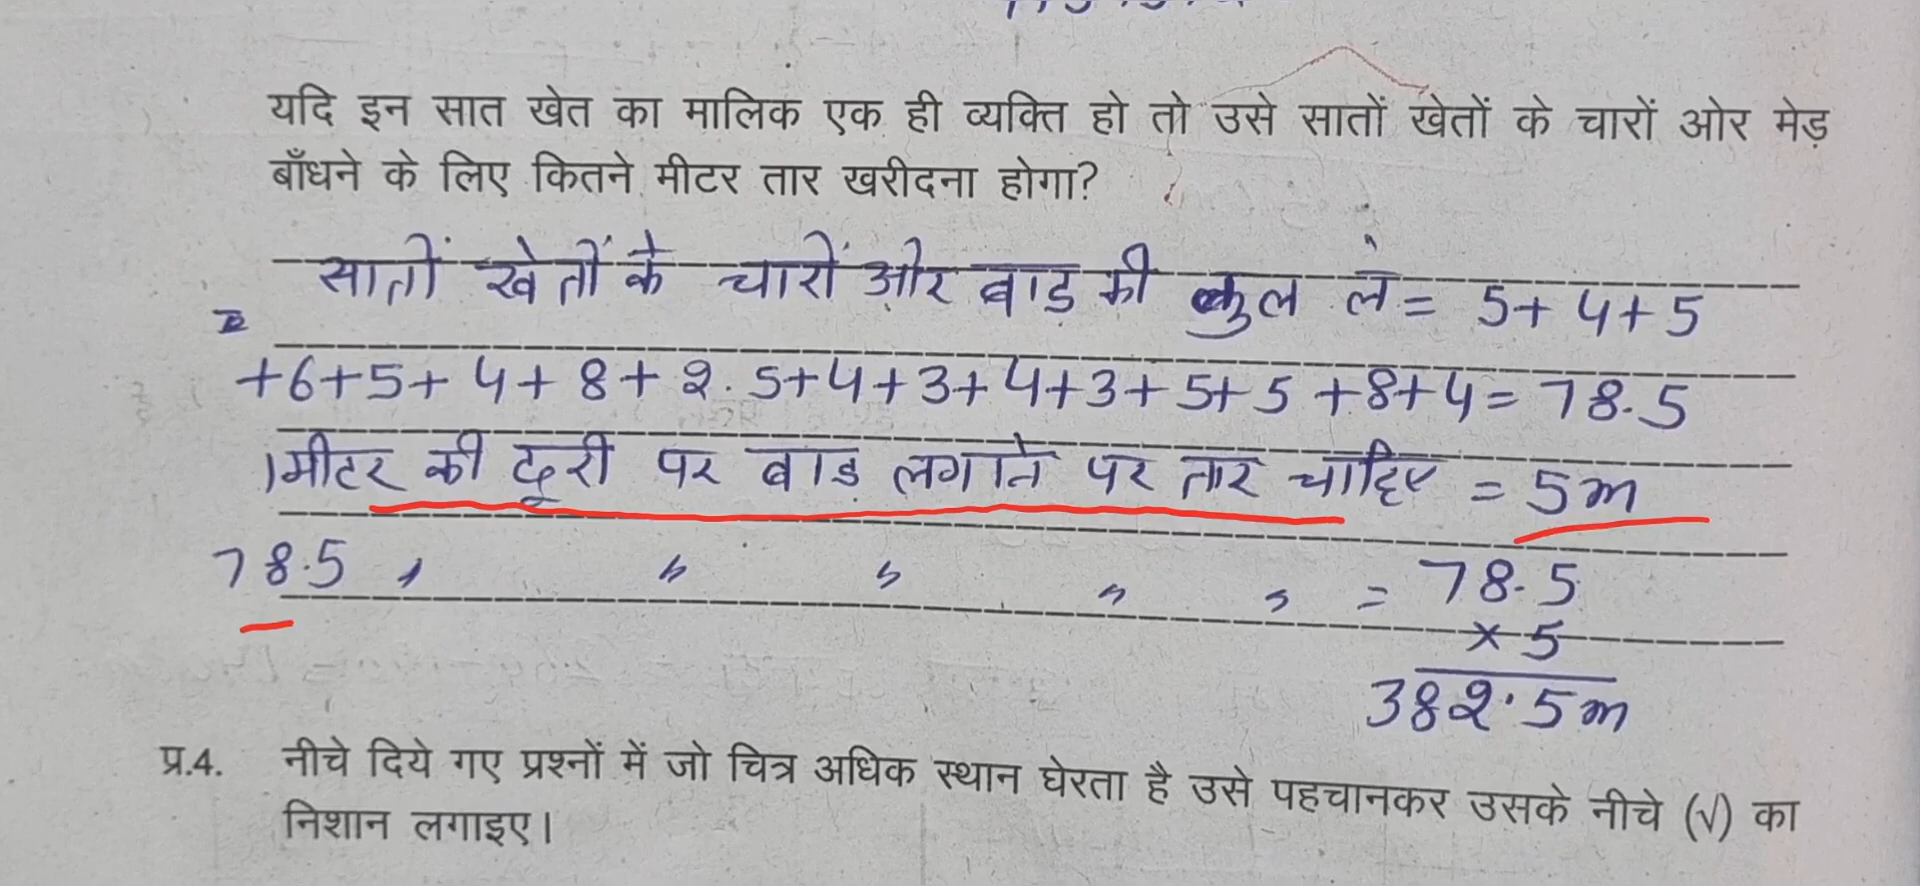 यदि इन सात खेत का मालिक एक ही व्यक्ति हो तो उसे सातों खेतों के चारों ओर मेड़
बाँधने के लिए कितने मीटर तार खरीदना होगा?
सातों खेतों के चारों ओर बाड़ की कुल लं = 5+ 4+ 5
+6+5+ 4+ 8+ २.5+4+3+4+3+5+5 +8+4= 78.5
1मीटर की दूरी पर बाड़ लगाने पर तार चाहिए = 5m
78.5 " " " " " = 78.5
× 5
38२.5m
प्र.4. नीचे दिये गए प्रश्नों में जो चित्र अधिक स्थान घेरता है उसे पहचानकर उसके नीचे (√) का
निशान लगाइए।